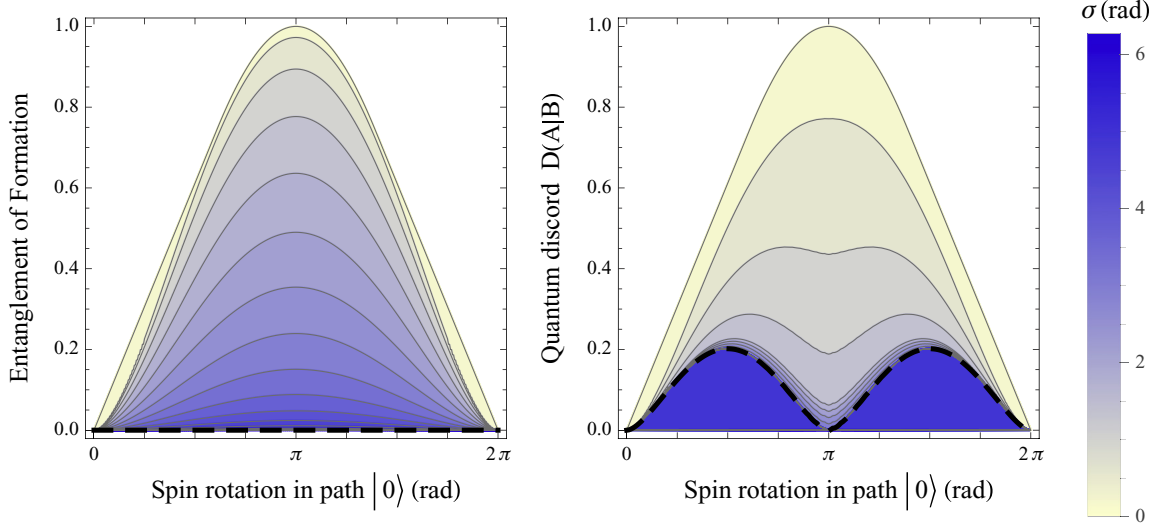 Entanglement of Formation
1.0
0.8
0.6
0.4
0.2
0.0
0 π 2 π
Spin rotation in path |0⟩ (rad)
Quantum discord D(A|B)
1.0
0.8
0.6
0.4
0.2
0.0
0 π 2 π
Spin rotation in path |0⟩ (rad)
σ (rad)
6
4
2
0